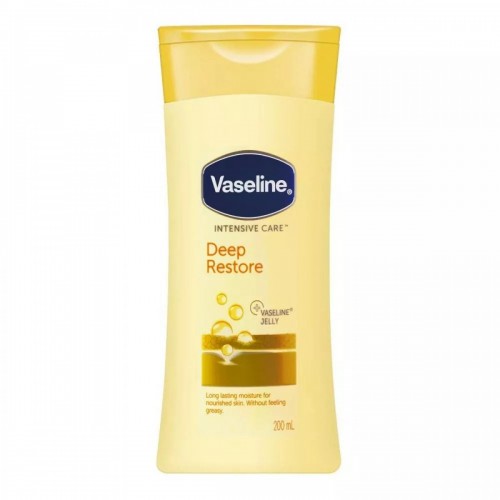 Vaseline®
INTENSIVE CARE™
Deep
Restore
VASELINE®
JELLY
Long lasting moisture for
nourished skin. Without feeling
greasy.
200 mL